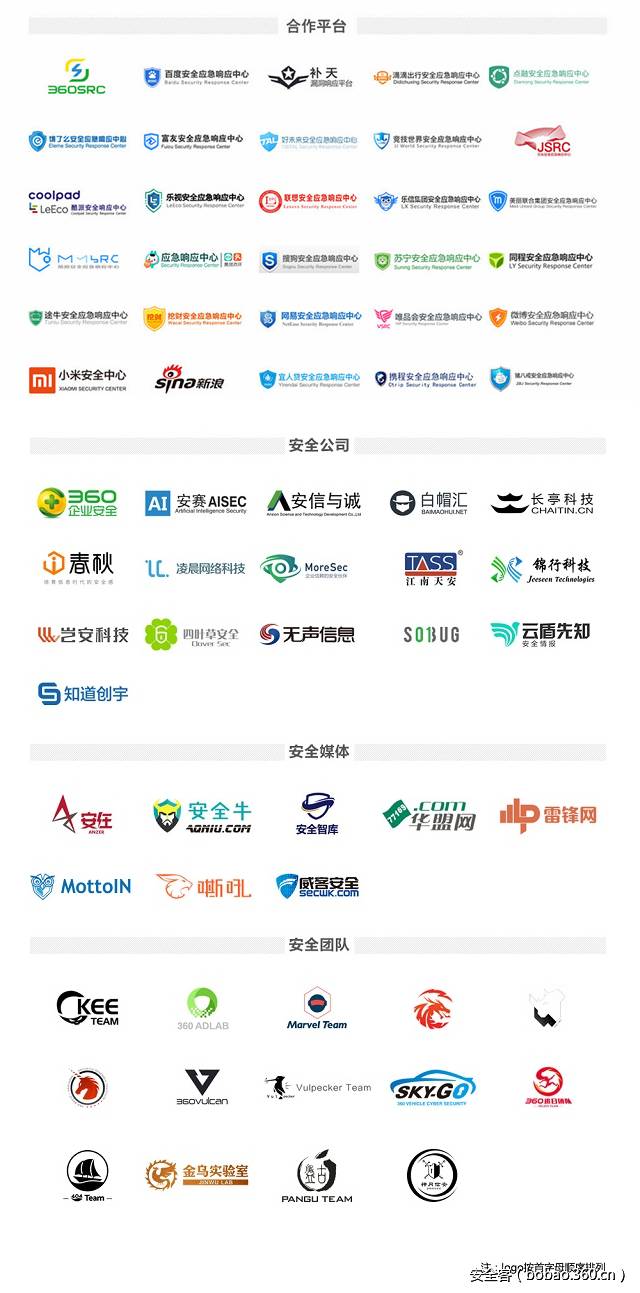 合作平台
360SRC
百度安全应急响应中心
Baidu Security Response Center
补天
漏洞响应平台
滴滴出行安全应急响应中心
Didichuxing Security Response Center
点融安全应急响应中心
Dianrong Security Response Center
饿了么安全应急响应中心
Eleme Security Response Center
富友安全应急响应中心
Fuiou Security Response Center
TAL
好未来安全应急响应中心
竞技世界安全应急响应中心
JJ World Security Response Center
JSRC
coolpad
LeEco
酷派安全应急响应中心
Coolpad Security Response Center
乐视安全应急响应中心
LeEco Security Response Center
联想安全应急响应中心
Lenovo Security Response Center
乐信集团安全应急响应中心
LX Security Response Center
美丽联合集团安全应急响应中心
Meili United Group Security Response Center
应急响应中心
Security Response Center
搜狗安全应急响应中心
Sogou Security Response Center
苏宁安全应急响应中心
Suning Security Response Center
同程安全应急响应中心
LY Security Response Center
途牛安全应急响应中心
Tuniu Security Response Center
挖财
挖财安全应急响应中心
Wacai Security Response Center
网易安全应急响应中心
NetEase Security Response Center
VSRC
唯品会安全应急响应中心
VIP Security Response Center
微博安全应急响应中心
Weibo Security Response Center
小米安全中心
XIAOMI SECURITY CENTER
sina新浪
宜人贷安全应急响应中心
Yirendai Security Response Center
携程安全应急响应中心
Ctrip Security Response Center
猪八戒安全应急响应中心
ZBJ Security Response Center
安全公司
360
企业安全
AI
安赛AISEC
Artificial Intelligence Security
安信与诚
Anxin Science and Technology Development Co.,Ltd
白帽汇
BAIMAOHUI.NET
长亭科技
CHAITIN.CN
春秋
凌晨网络科技
MoreSec
企业信赖的安全伙伴
TASS®
江南天安
锦行科技
Jeeseen Technologies
岂安科技
四叶草安全
Clover Sec
无声信息
SOBUG
云盾先知
安全情报
知道创宇
安全媒体
安在
ANZER
安全牛
AQNIU.COM
安全智库
77169
.com
华盟网
雷锋网
MottoIN
嘶吼
威客安全
secwk.com
安全团队
0KEE
TEAM
360 ADLAB
Marvel Team
360vulcan
Vulpecker
Vulpecker Team
SKY-GO
360 VEHICLE CYBER SECURITY
360追日团队
404 Team
金乌实验室
JINWU LAB
盘古
PANGU TEAM
注：logo按首字母顺序排列
安全客（bobao.360.cn）